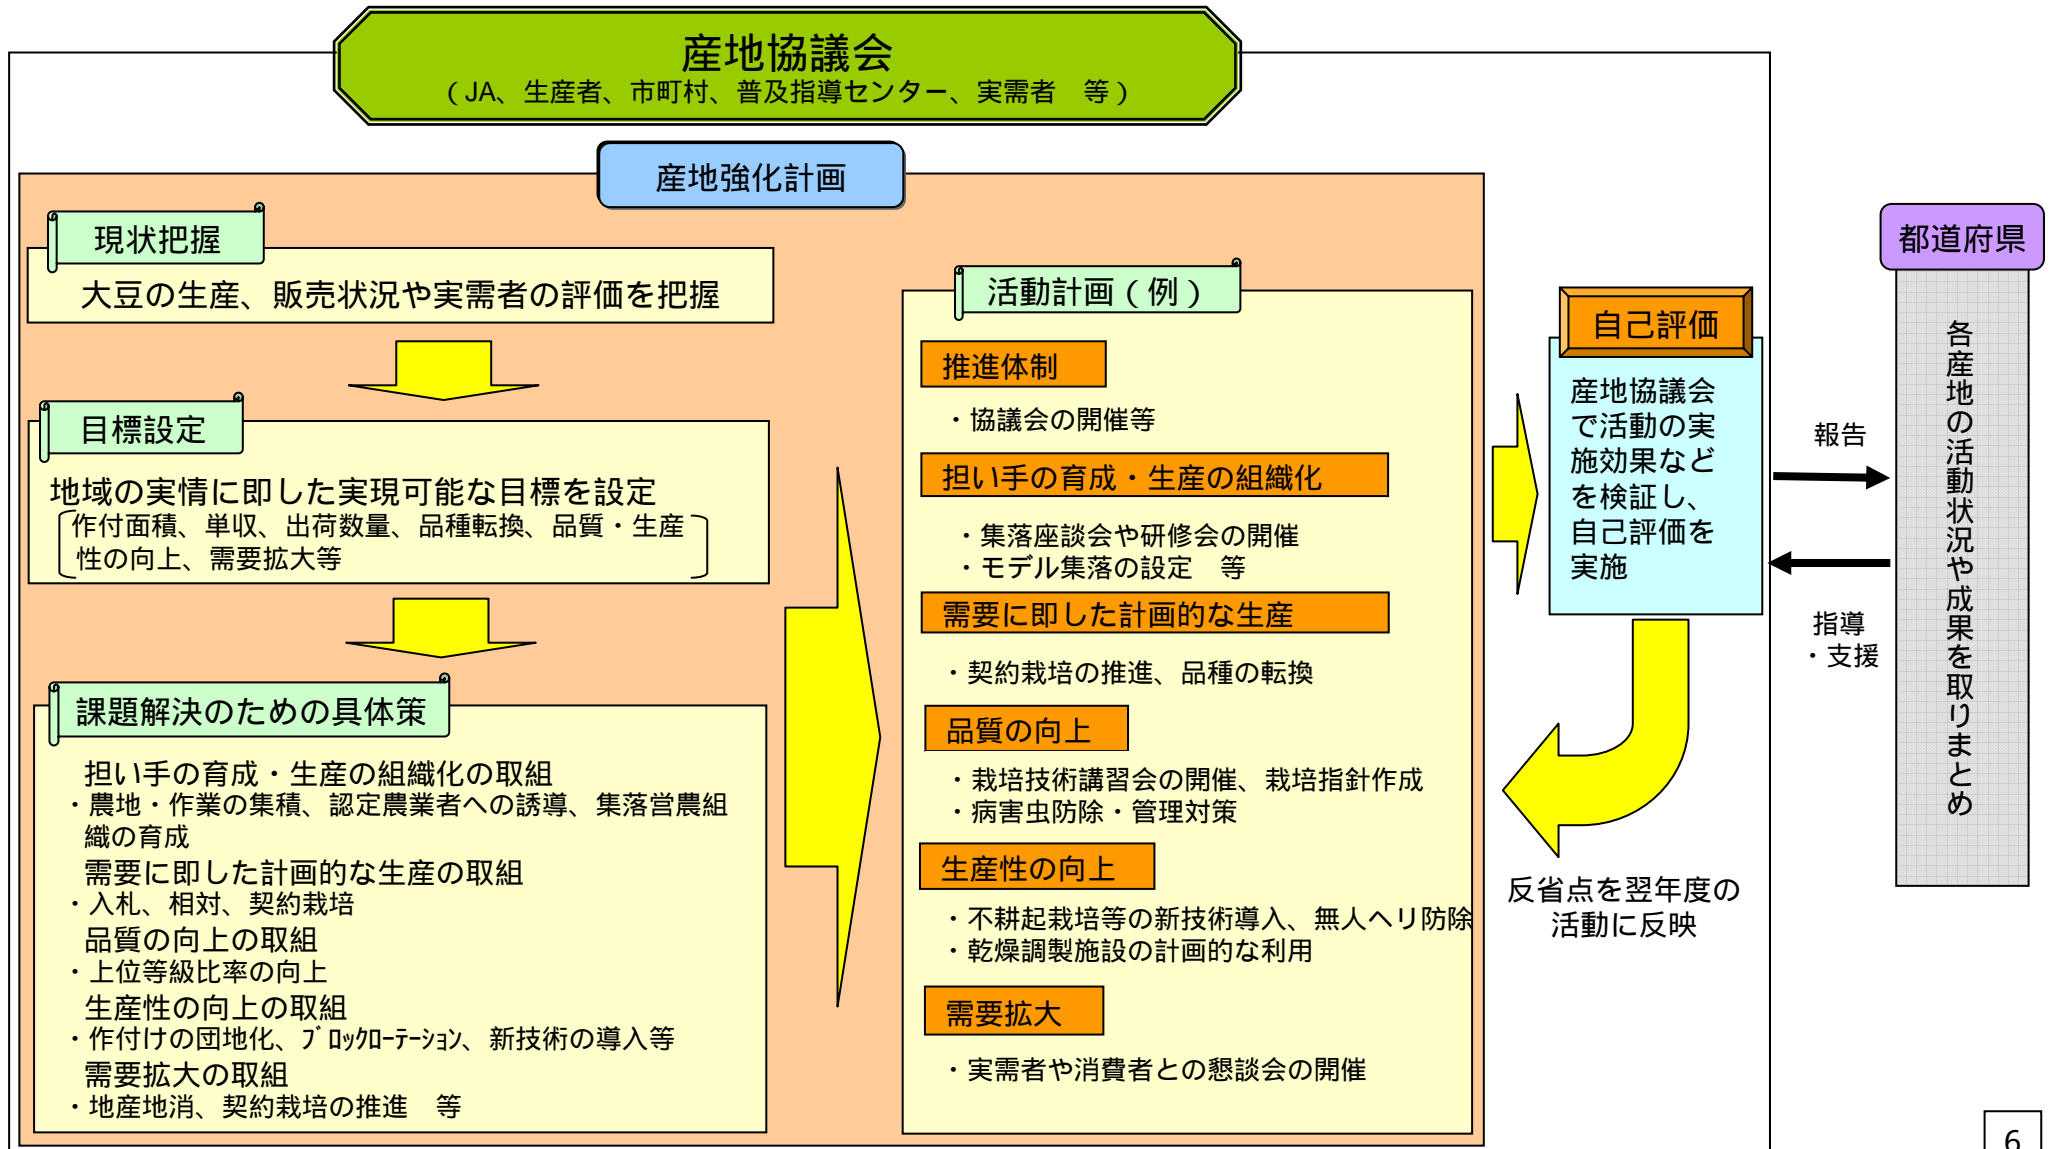 産地協議会
（JA、生産者、市町村、普及指導センター、実需者　等）
産地強化計画
現状把握
大豆の生産、販売状況や実需者の評価を把握
目標設定
地域の実情に即した実現可能な目標を設定
作付面積、単収、出荷数量、品種転換、品質・生産
性の向上、需要拡大等
課題解決のための具体策
担い手の育成・生産の組織化の取組
・農地・作業の集積、認定農業者への誘導、集落営農組
織の育成
需要に即した計画的な生産の取組
・入札、相対、契約栽培
品質の向上の取組
・上位等級比率の向上
生産性の向上の取組
・作付けの団地化、ﾌﾞﾛｯｸﾛｰﾃｰｼｮﾝ、新技術の導入等
需要拡大の取組
・地産地消、契約栽培の推進　等
活動計画（例）
推進体制
・協議会の開催等
担い手の育成・生産の組織化
・集落座談会や研修会の開催
・モデル集落の設定　等
需要に即した計画的な生産
・契約栽培の推進、品種の転換
品質の向上
・栽培技術講習会の開催、栽培指針作成
・病害虫防除・管理対策
生産性の向上
・不耕起栽培等の新技術導入、無人ヘリ防除
・乾燥調製施設の計画的な利用
需要拡大
・実需者や消費者との懇談会の開催
自己評価
産地協議会
で活動の実
施効果など
を検証し、
自己評価を
実施
反省点を翌年度の
活動に反映
報告
指導
・支援
都道府県
各産地の活動状況や成果を取りまとめ
6